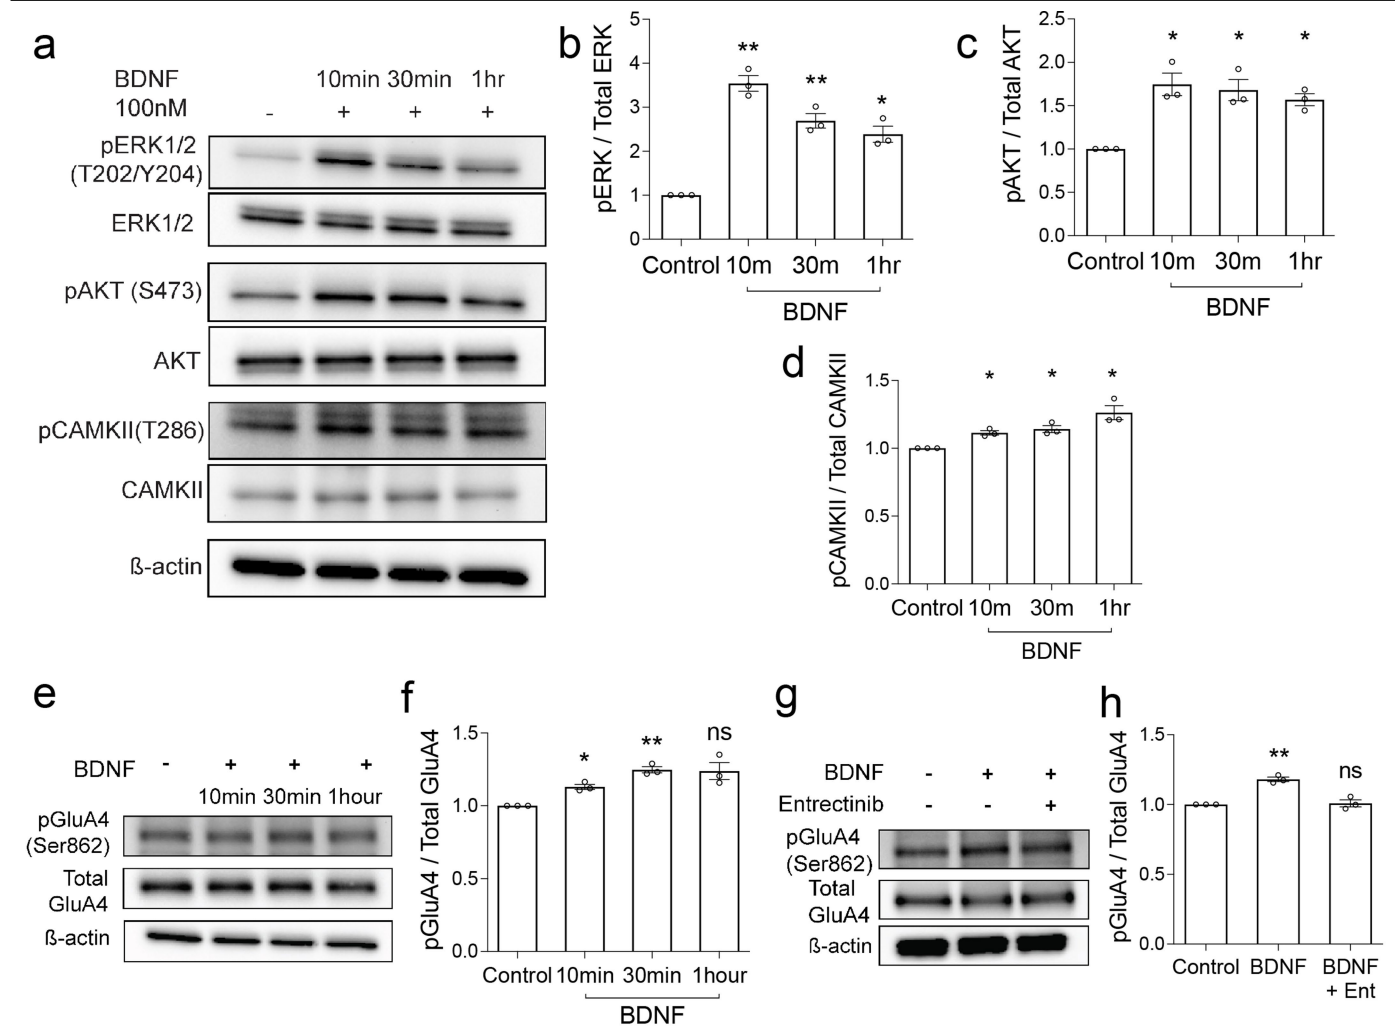 a
BDNF 10min 30min 1hr
100nM - + + +
pERK1/2
(T202/Y204)
ERK1/2
pAKT (S473)
AKT
pCAMKII(T286)
CAMKII
ß-actin
b
pERK / Total ERK
5
4
3
2
1
0
** ** *
Control 10m 30m 1hr
BDNF
c
pAKT / Total AKT
2.5
2.0
1.5
1.0
0.5
0.0
* * *
Control 10m 30m 1hr
BDNF
d
pCAMKII / Total CAMKII
1.5
1.0
0.5
0.0
* * *
Control 10m 30m 1hr
BDNF
e
BDNF - + + +
10min 30min 1hour
pGluA4
(Ser862)
Total
GluA4
ß-actin
f
pGluA4 / Total GluA4
1.5
1.0
0.5
0.0
* ** ns
Control 10min 30min 1hour
BDNF
g
BDNF - + +
Entrectinib - - +
pGluA4
(Ser862)
Total
GluA4
ß-actin
h
pGluA4 / Total GluA4
1.5
1.0
0.5
0.0
** ns
Control BDNF BDNF
+ Ent